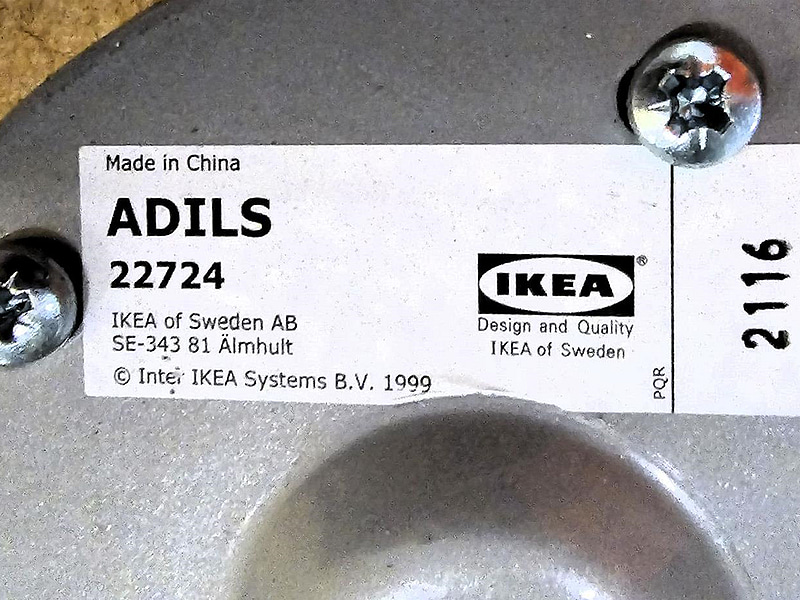 Made in China
ADILS
22724
IKEA of Sweden AB
SE-343 81 Älmhult
© Inter IKEA Systems B.V. 1999
IKEA®
Design and Quality
IKEA of Sweden
PQR
2116